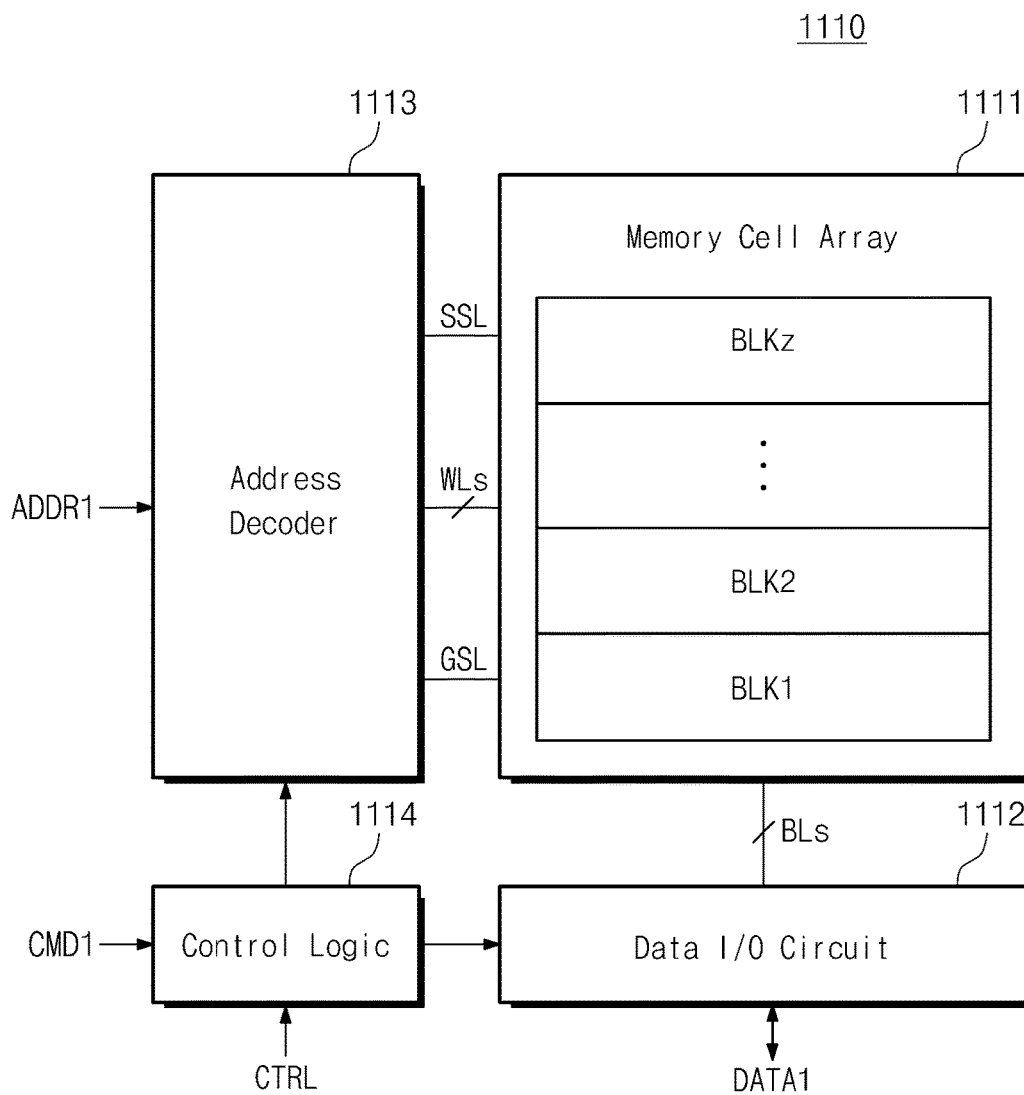 1110
1113
1111
Memory Cell Array
SSL
BLKz
Address
Decoder
ADDR1
WLs
BLK2
GSL
BLK1
1114
BLs
1112
CMD1
Control Logic
Data I/O Circuit
CTRL
DATA1